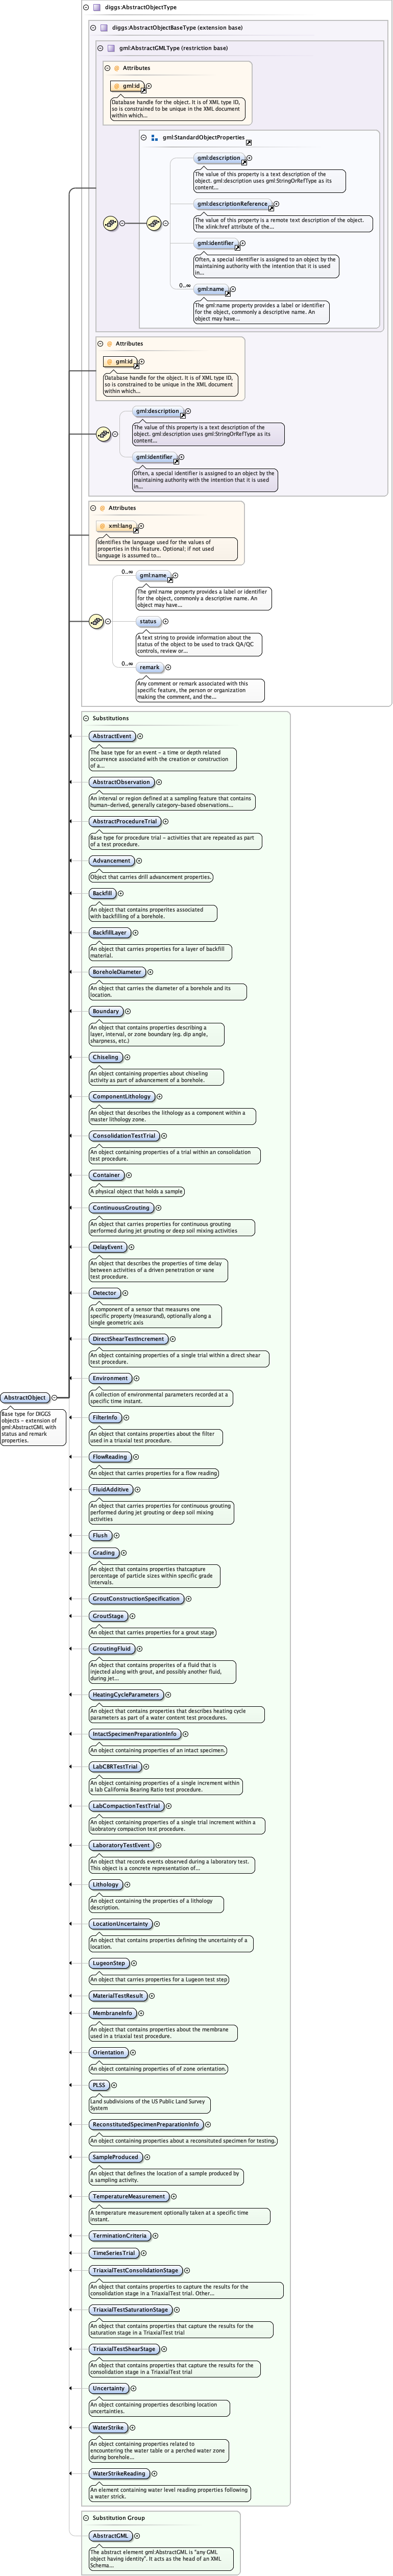 diggs:AbstractObjectType
diggs:AbstractObjectBaseType (extension base)
gml:AbstractGMLType (restriction base)
Attributes
gml:id
Database handle for the object. It is of XML type ID,
so is constrained to be unique in the XML document
within which...
gml:StandardObjectProperties
gml:description
The value of this property is a text description of the
object. gml:description uses gml:StringOrRefType as its
content...
gml:descriptionReference
The value of this property is a remote text description of the object.
The xlink:href attribute of the...
gml:identifier
Often, a special identifier is assigned to an object by the
maintaining authority with the intention that it is used
in...
0..∞
gml:name
The gml:name property provides a label or identifier
for the object, commonly a descriptive name. An
object may have...
Attributes
gml:id
Database handle for the object. It is of XML type ID,
so is constrained to be unique in the XML document
within which...
gml:description
The value of this property is a text description of the
object. gml:description uses gml:StringOrRefType as its
content...
gml:identifier
Often, a special identifier is assigned to an object by the
maintaining authority with the intention that it is used
in...
Attributes
xml:lang
Identifies the language used for the values of
properties in this feature. Optional; if not used
language is assumed to...
0..∞
gml:name
The gml:name property provides a label or identifier
for the object, commonly a descriptive name. An
object may have...
status
A text string to provide information about the
status of the object to be used to track QA/QC
controls, review or...
0..∞
remark
Any comment or remark associated with this
specific feature, the person or organization
making the comment, and the...
Substitutions
AbstractEvent
The base type for an event - a time or depth related
occurrence associated with the creation or construction
of a...
AbstractObservation
An interval or region defined at a sampling feature that contains
human-derived, generally category-based observations...
AbstractProcedureTrial
Base type for procedure trial - activities that are repeated as part
of a test procedure.
Advancement
Object that carries drill advancement properties.
Backfill
An object that contains properites associated
with backfilling of a borehole.
BackfillLayer
An object that carries properties for a layer of backfill
material.
BoreholeDiameter
An object that carries the diameter of a borehole and its
location.
Boundary
An object that contains properties describing a
layer, interval, or zone boundary (eg. dip angle,
sharpness, etc.)
Chiseling
An object containing properties about chiseling
activity as part of advancement of a borehole.
ComponentLithology
An object that describes the lithology as a component within a
master lithology zone.
ConsolidationTestTrial
An object containing properties of a trial within an consolidation
test procedure.
Container
A physical object that holds a sample
ContinuousGrouting
An object that carries properties for continuous grouting
performed during jet grouting or deep soil mixing activities
DelayEvent
An object that describes the properties of time delay
between activities of a driven penetration or vane
test procedure.
Detector
A component of a sensor that measures one
specific property (measurand), optionally along a
single geometric axis
DirectShearTestIncrement
An object containing properties of a single trial within a direct shear
test procedure.
AbstractObject
Base type for DIGGS
objects - extension of
gml:AbstractGML with
status and remark
properties.
Environment
A collection of environmental parameters recorded at a
specific time instant.
FilterInfo
An object that contains properties about the filter
used in a triaxial test procedure.
FlowReading
An object that carries properties for a flow reading
FluidAdditive
An object that carries properties for continuous grouting
performed during jet grouting or deep soil mixing
activities
Flush
Grading
An object that contains properties thatcapture
percentage of particle sizes within specific grade
intervals.
GroutConstructionSpecification
GroutStage
An object that carries properties for a grout stage
GroutingFluid
An object that contains properites of a fluid that is
injected along with grout, and possibly another fluid,
during jet...
HeatingCycleParameters
An object that contains properties that describes heating cycle
parameters as part of a water content test procedures.
IntactSpecimenPreparationInfo
An object containing properties of an intact specimen.
LabCBRTestTrial
An object containing properties of a single increment within
a lab California Bearing Ratio test procedure.
LabCompactionTestTrial
An object containing properties of a single trial increment within a
laobratory compaction test procedure.
LaboratoryTestEvent
An object that records events observed during a laboratory test.
This object is a concrete representation of...
Lithology
An object containing the properties of a lithology
description.
LocationUncertainty
An object that contains properties defining the uncertainty of a
location.
LugeonStep
An object that carries properties for a Lugeon test step
MaterialTestResult
MembraneInfo
An object that contains properties about the membrane
used in a triaxial test procedure.
Orientation
An object containing properties of of zone orientation.
PLSS
Land subdivisions of the US Public Land Survey
System
ReconstitutedSpecimenPreparationInfo
An object containing properties about a reconsituted specimen for testing.
SampleProduced
An object that defines the location of a sample produced by
a sampling activity.
TemperatureMeasurement
A temperature measurement optionally taken at a specific time
instant.
TerminationCriteria
TimeSeriesTrial
TriaxialTestConsolidationStage
An object that contains properties to capture the results for the
consolidation stage in a TriaxialTest trial. Other...
TriaxialTestSaturationStage
An object that contains properties that capture the results for the
saturation stage in a TriaxialTest trial
TriaxialTestShearStage
An object that contains properties that capture the results for the
consolidation stage in a TriaxialTest trial
Uncertainty
An object containing properties describing location
uncertainties.
WaterStrike
An object containing properties related to
encountering the water table or a perched water zone
during borehole...
WaterStrikeReading
An element containing water level reading properties following
a water strick.
Substitution Group
AbstractGML
The abstract element gml:AbstractGML is "any GML
object having identity". It acts as the head of an XML
Schema...